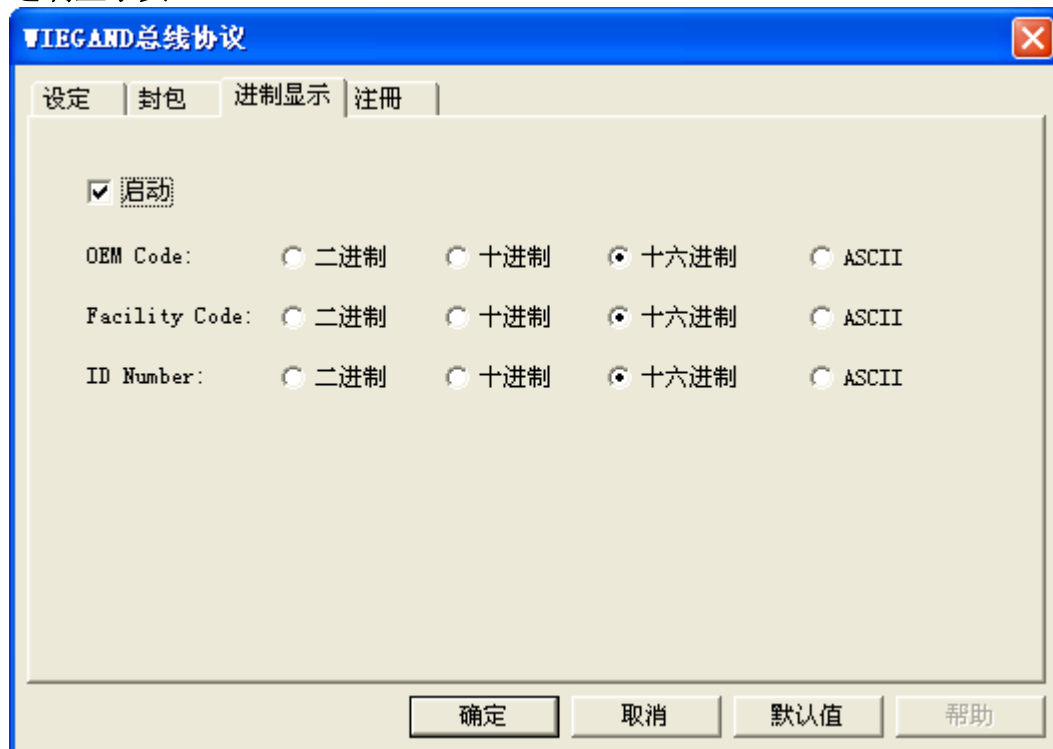 WIEGAND总线协议
设定 封包 进制显示 注冊
启动
OEM Code: 二进制 十进制 十六进制 ASCII
Facility Code: 二进制 十进制 十六进制 ASCII
ID Number: 二进制 十进制 十六进制 ASCII
确定 取消 默认值 帮助